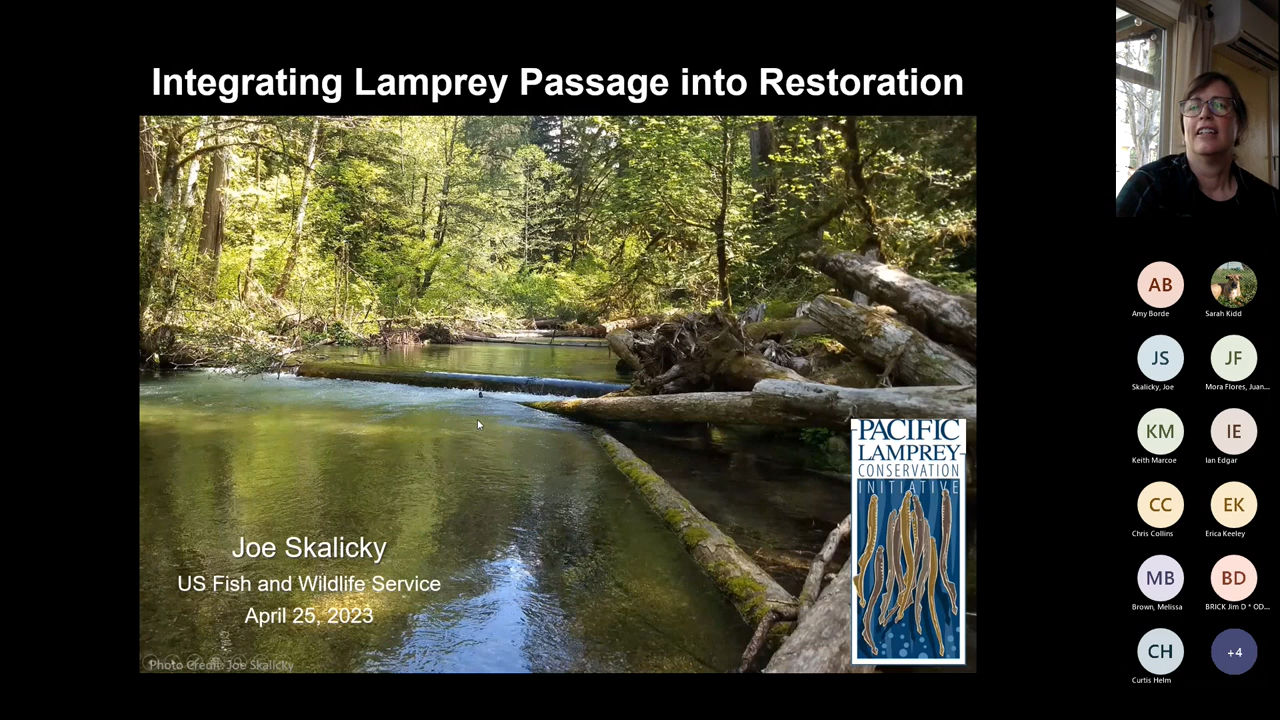 Integrating Lamprey Passage into Restoration
PACIFIC
LAMPREY
CONSERVATION
INITIATIVE
Joe Skalicky
US Fish and Wildlife Service
April 25, 2023
Photo Credit: Joe Skalicky
AB
Amy Borde
Sarah Kidd
JS
Skalicky, Joe
JF
Mora Flores, Juan...
KM
Keith Marcoe
IE
Ian Edgar
CC
Chris Collins
EK
Erica Keeley
MB
Brown, Melissa
BD
BRICK Jim D * OD...
CH
Curtis Helm
+4